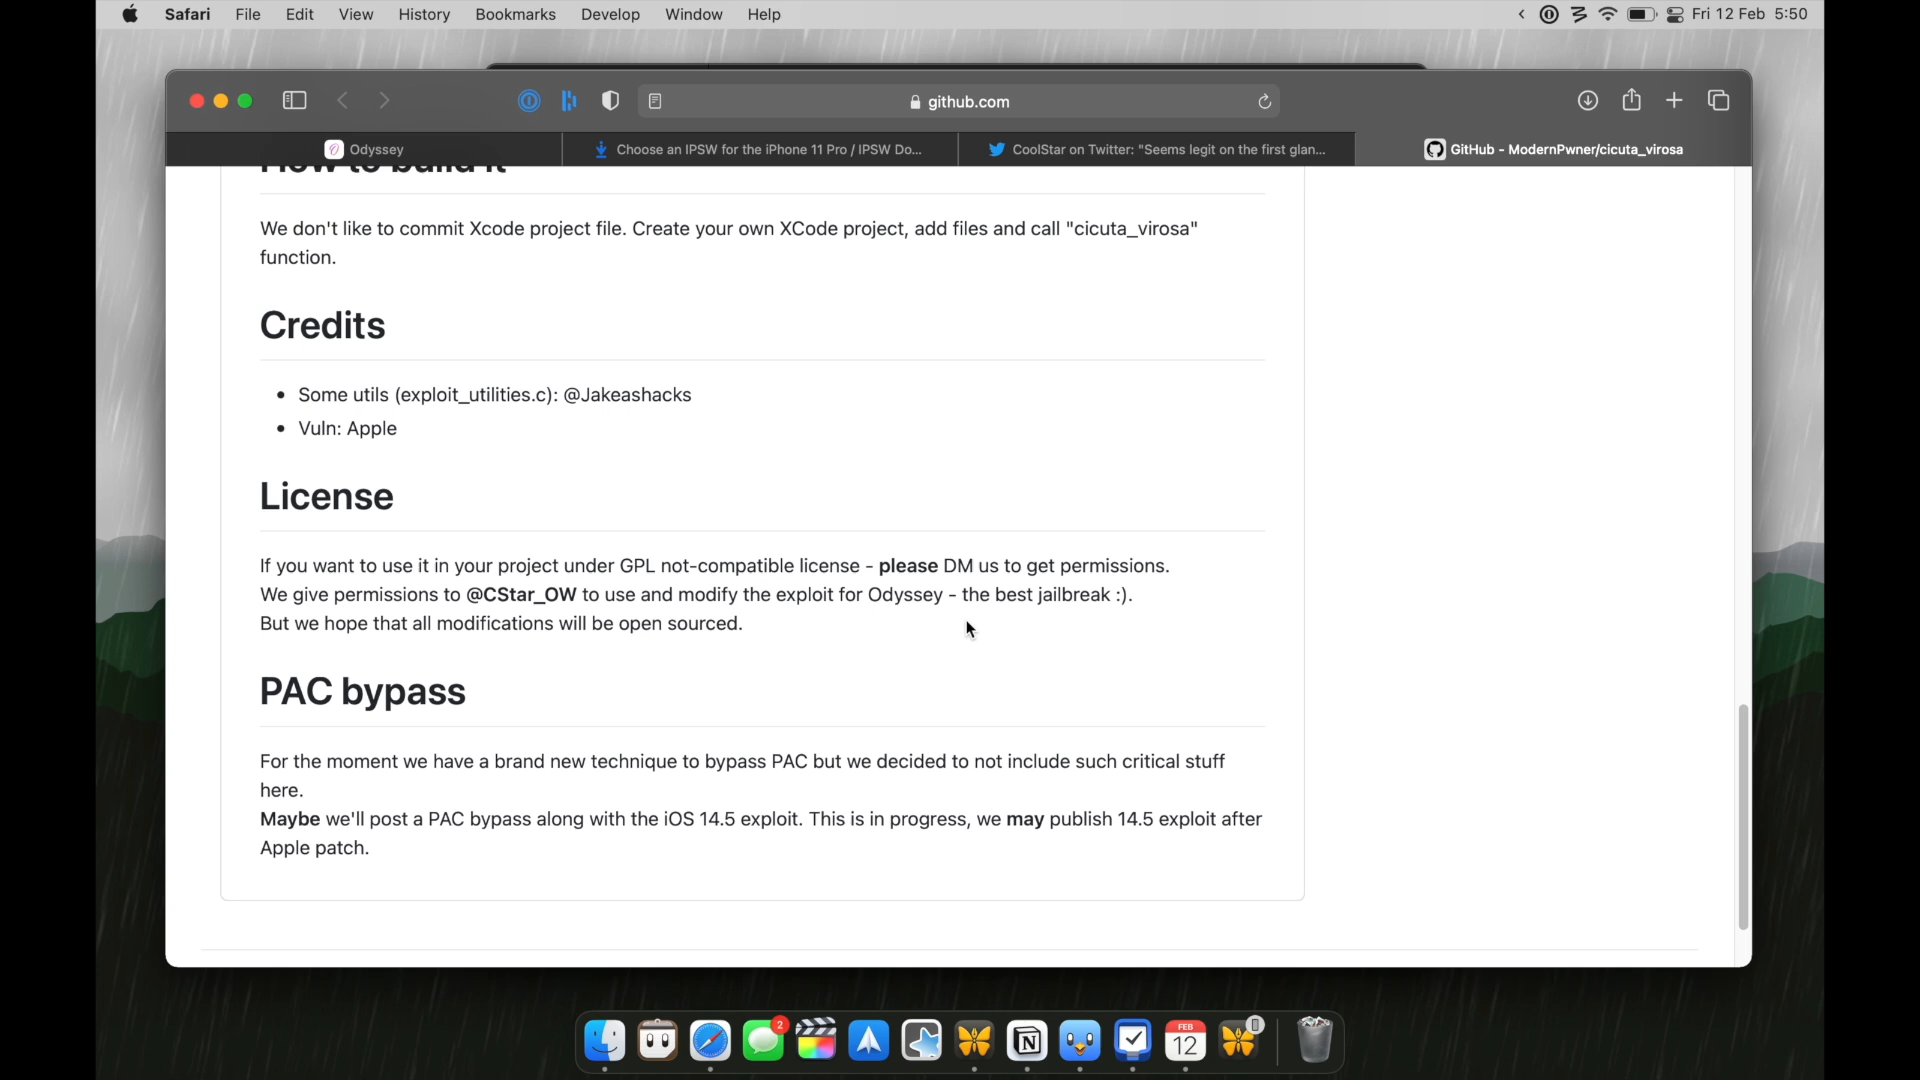 Safari File Edit View History Bookmarks Develop Window Help Fri 12 Feb 5:50
github.com
Odyssey
Choose an IPSW for the iPhone 11 Pro / IPSW Do...
CoolStar on Twitter: "Seems legit on the first glan...
GitHub - ModernPwner/cicuta_virosa
How to build it
We don't like to commit Xcode project file. Create your own XCode project, add files and call "cicuta_virosa"
function.
Credits
• Some utils (exploit_utilities.c): @Jakeashacks
• Vuln: Apple
License
If you want to use it in your project under GPL not-compatible license - please DM us to get permissions.
We give permissions to @CStar_OW to use and modify the exploit for Odyssey - the best jailbreak :).
But we hope that all modifications will be open sourced.
PAC bypass
For the moment we have a brand new technique to bypass PAC but we decided to not include such critical stuff
here.
Maybe we'll post a PAC bypass along with the iOS 14.5 exploit. This is in progress, we may publish 14.5 exploit after
Apple patch.
2
FEB
12